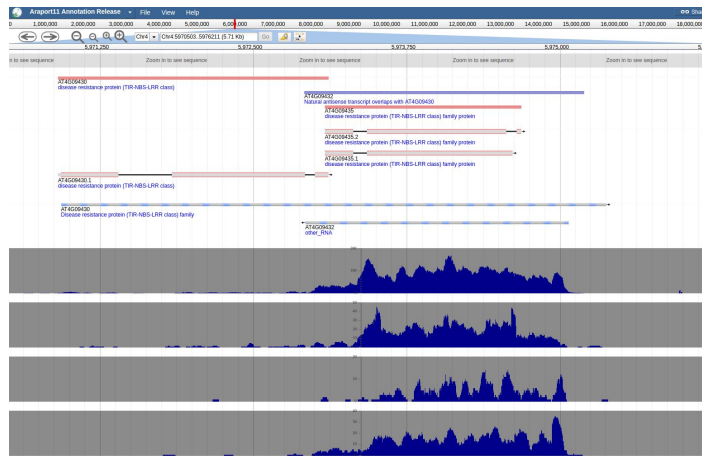 Araport11 Annotation Release File View Help Sha
0 1,000,000 2,000,000 3,000,000 4,000,000 5,000,000 6,000,000 7,000,000 8,000,000 9,000,000 10,000,000 11,000,000 12,000,000 13,000,000 14,000,000 15,000,000 16,000,000 17,000,000 18,000,00
Chr4 Chr4:5970503..5976211 (5.71 Kb) Go
5,971,250 5,972,500 5,973,750 5,975,000 5,
n to see sequence Zoom in to see sequence Zoom in to see sequence Zoom in to see sequence Zoom in to see sequence
AT4G09430
disease resistance protein (TIR-NBS-LRR class)
AT4G09432
Natural antisense transcript overlaps with AT4G09430
AT4G09435
disease resistance protein (TIR-NBS-LRR class) family protein
AT4G09435.2
disease resistance protein (TIR-NBS-LRR class) family protein
AT4G09435.1
disease resistance protein (TIR-NBS-LRR class) family protein
AT4G09430.1
disease resistance protein (TIR-NBS-LRR class)
AT4G09430
Disease resistance protein (TIR-NBS-LRR class) family
AT4G09432
other_RNA